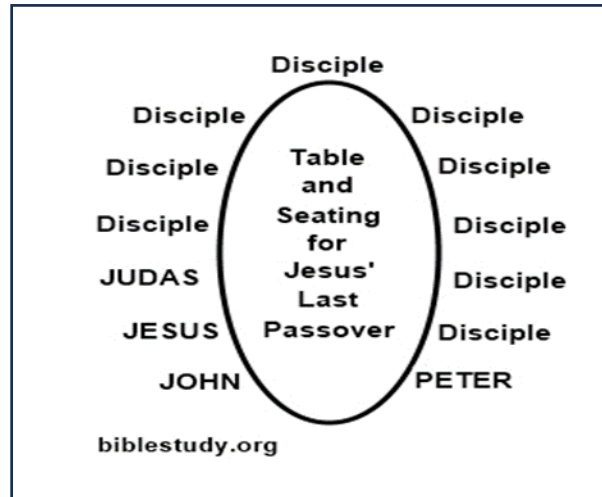 Disciple
Disciple
Disciple
Disciple
Disciple
Disciple
Disciple
JUDAS
Disciple
JESUS
Disciple
JOHN
PETER
Table
and
Seating
for
Jesus'
Last
Passover
biblestudy.org